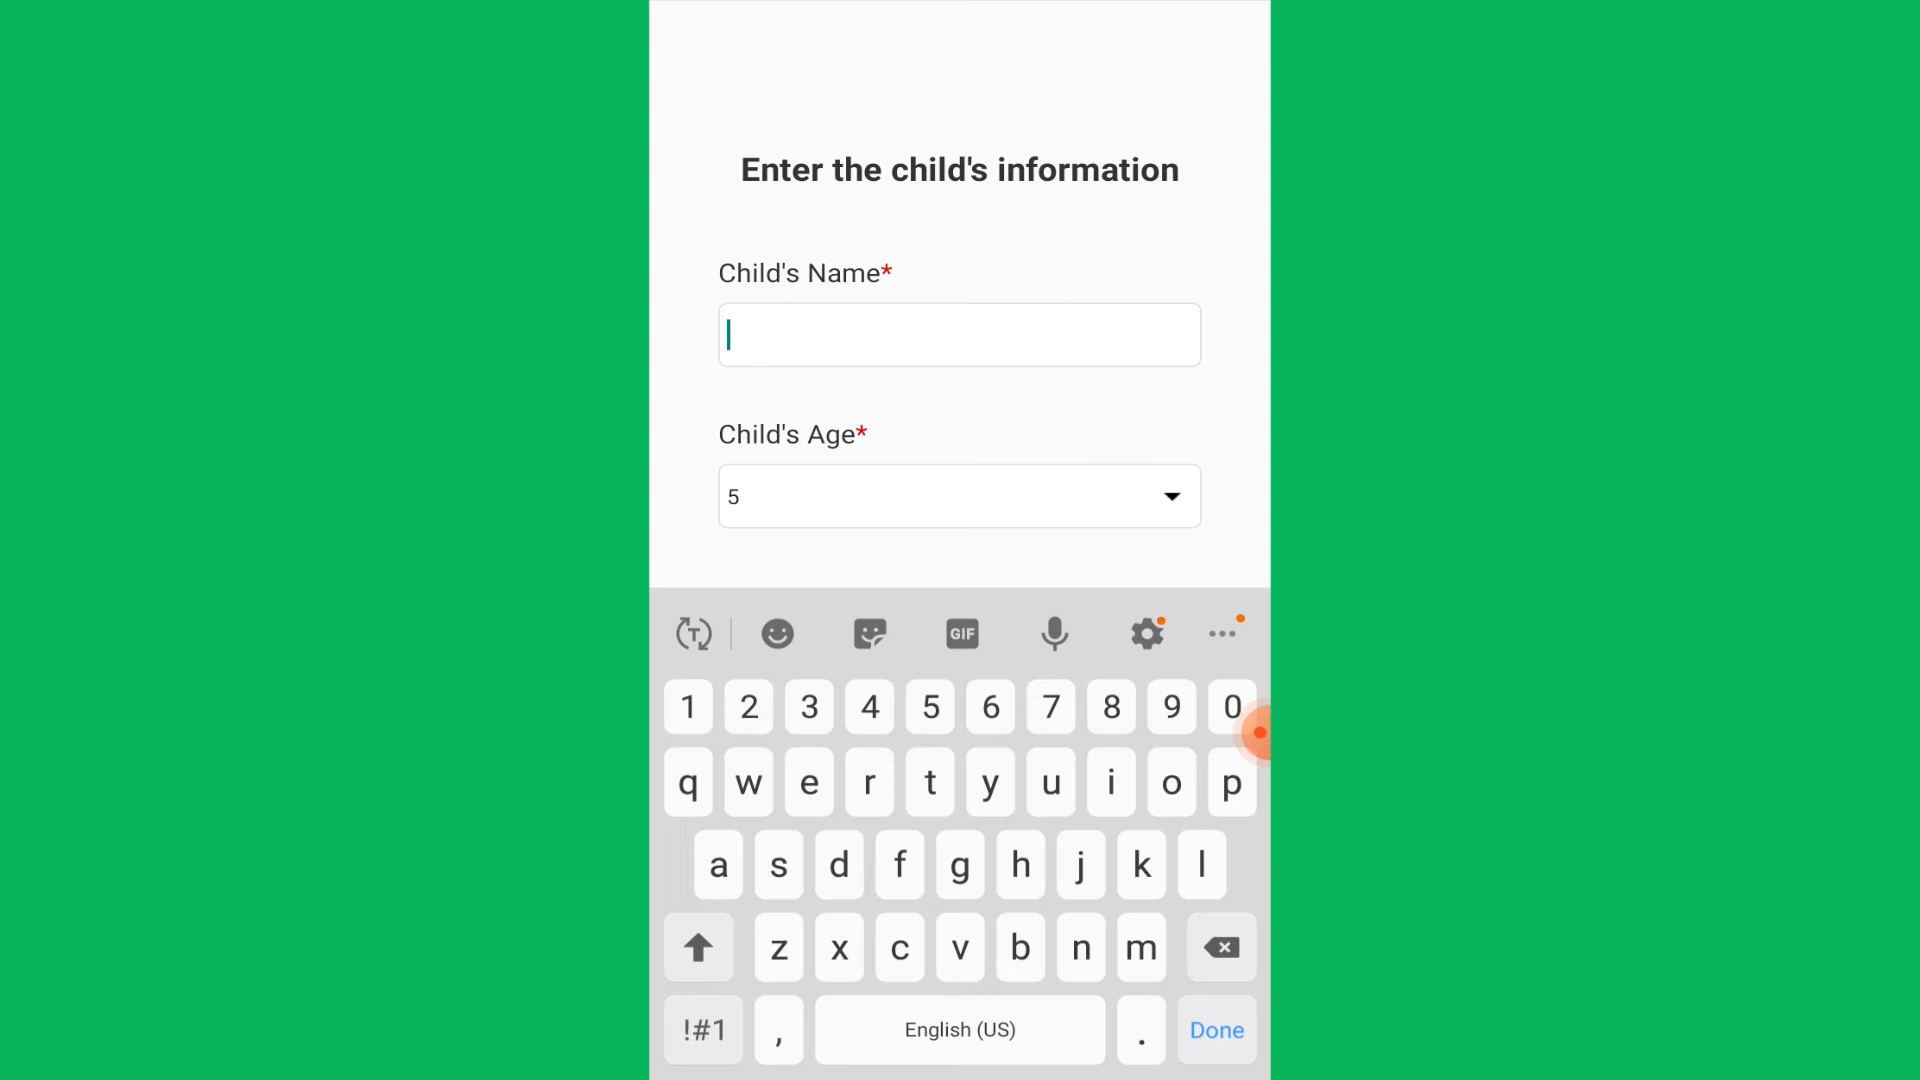 Enter the child's information
Child's Name*
Child's Age*
5
T GIF
1 2 3 4 5 6 7 8 9 0
q w e r t y u i o p
a s d f g h j k l
z x c v b n m
!#1 , English (US) . Done